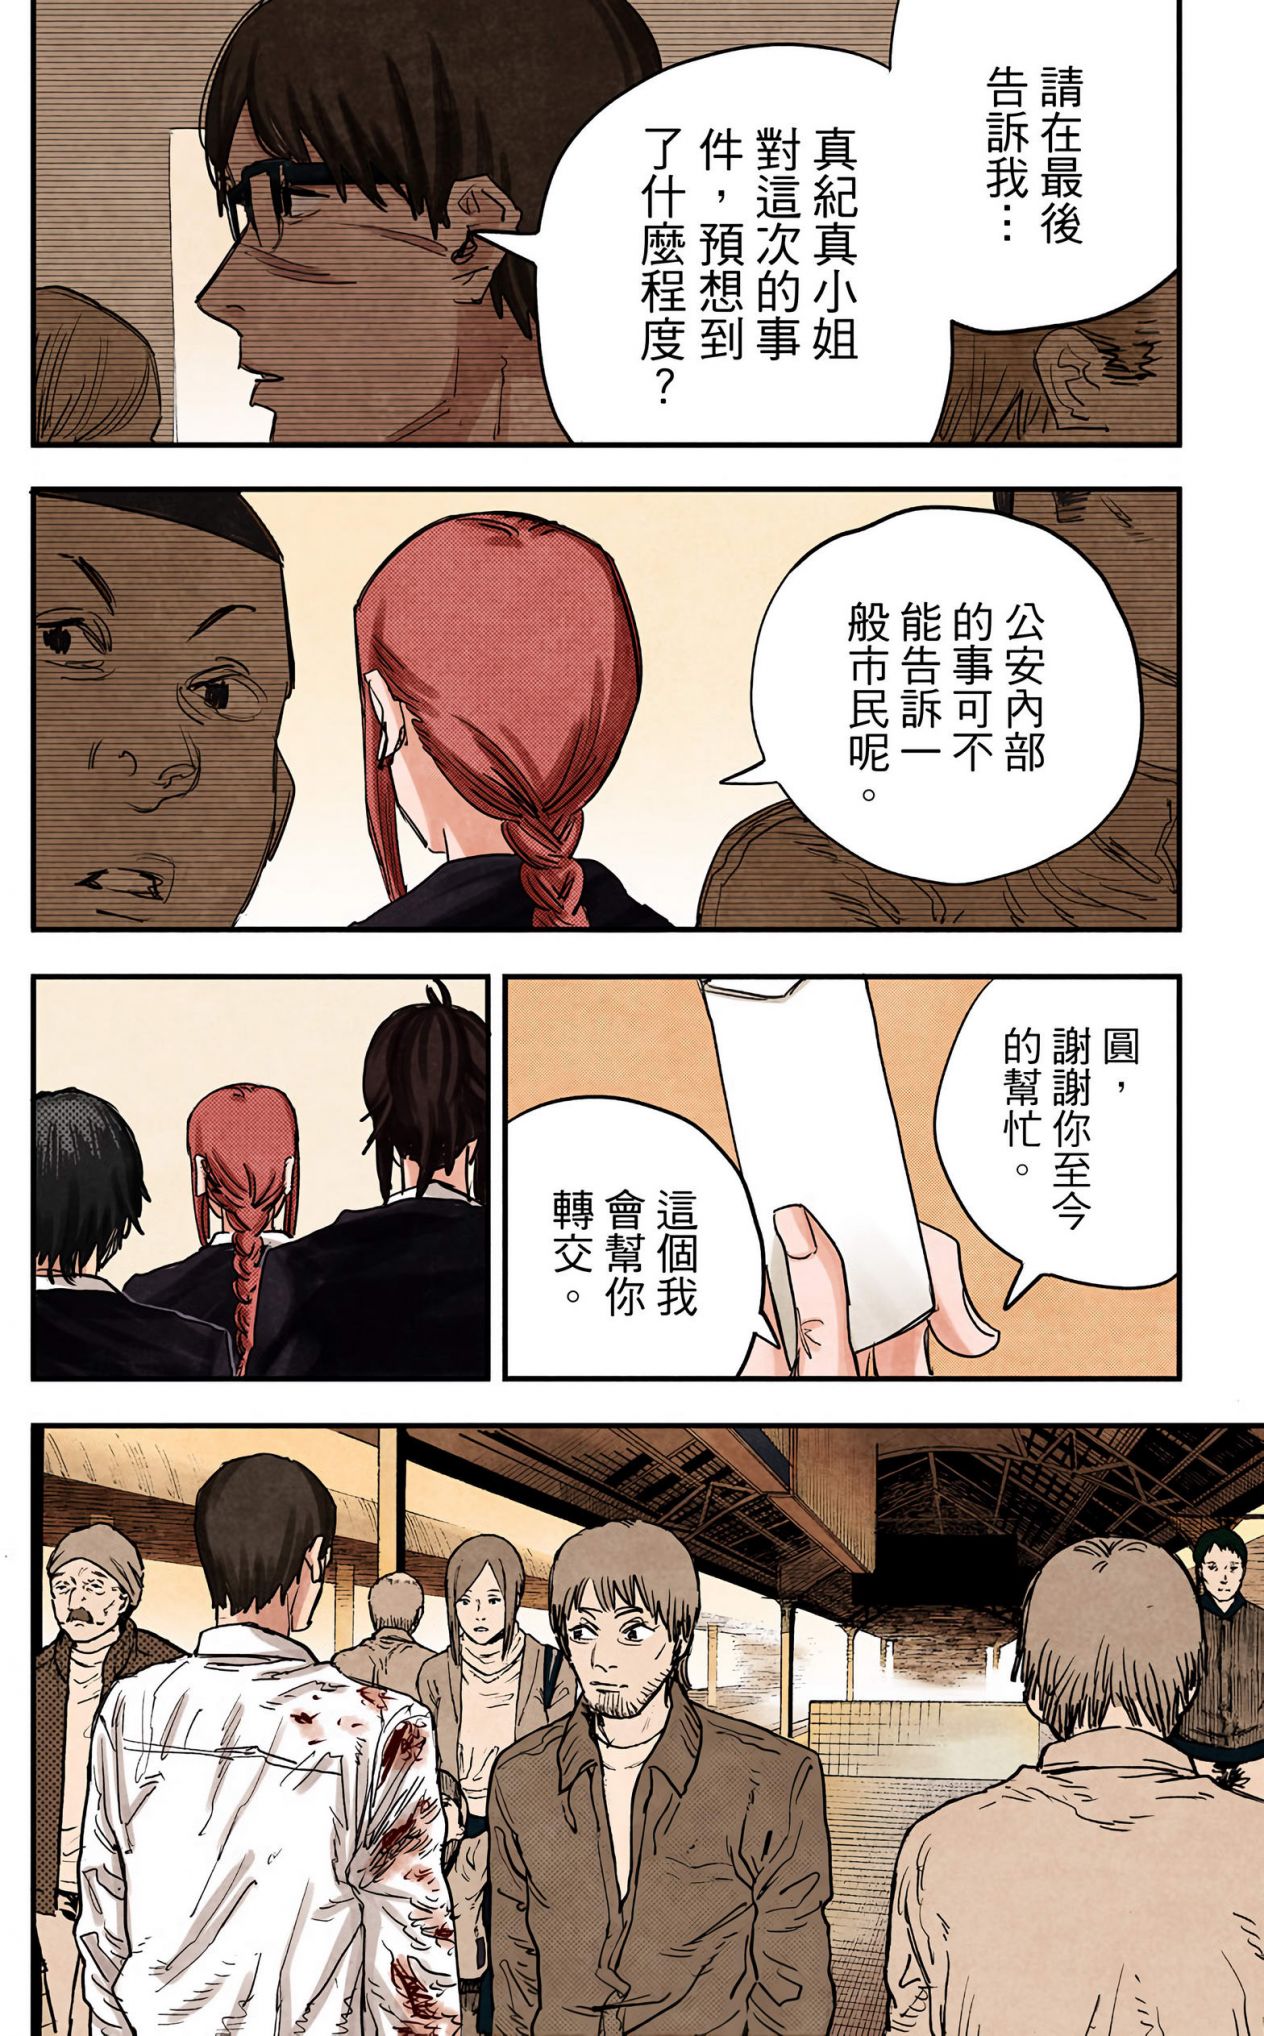 請在最後
告訴我…
真紀真小姐
對這次的事
件，預想到
了什麼程度？
公安內部
的事可不
能告訴一
般市民呢。
圓，
謝謝你至今
的幫忙。
這個我
會幫你
轉交。